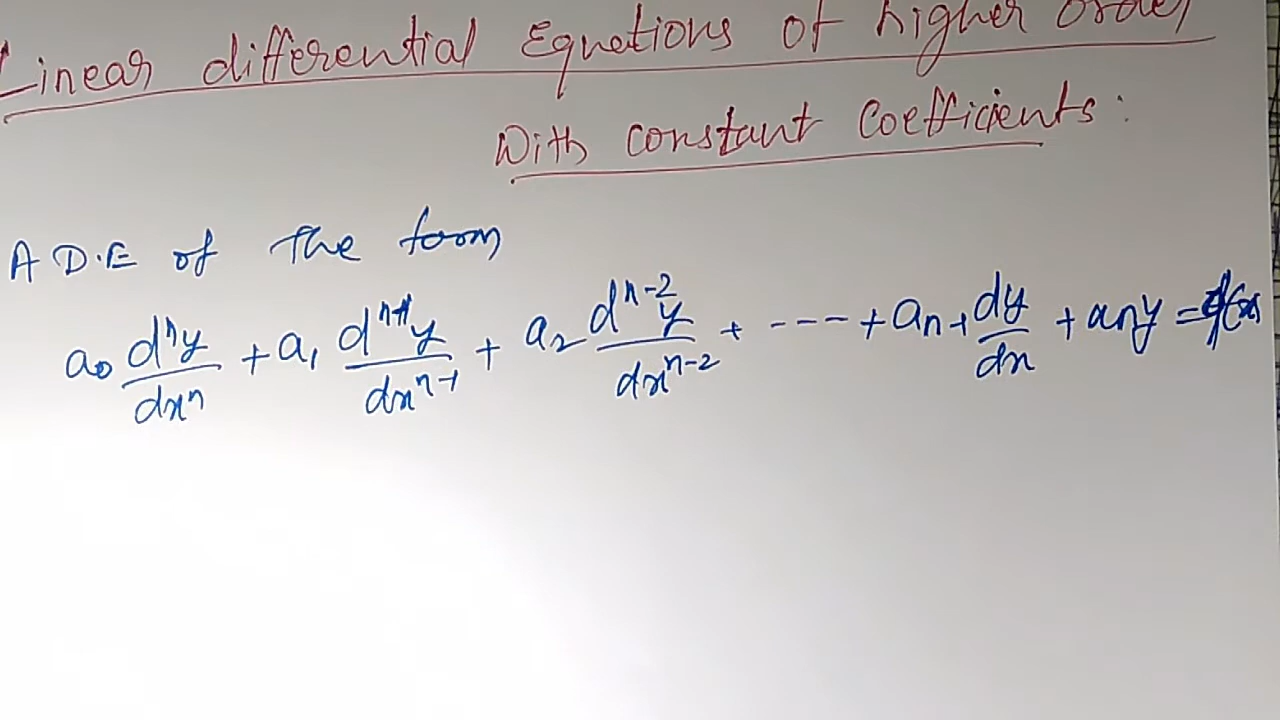 Linear differential Equations of higher order
With constant Coefficients:
A D.E of the form
a₀ dⁿy/dxⁿ + a₁ dⁿ⁻¹y/dxⁿ⁻¹ + a₂ dⁿ⁻²y/dxⁿ⁻² + ---- + aₙ₋₁ dy/dx + aₙy =